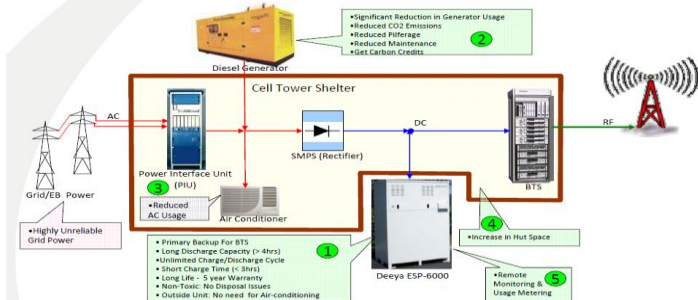 •Significant Reduction in Generator Usage
•Reduced CO2 Emissions
•Reduced Pilferage
•Reduced Maintenance
•Get Carbon Credits
2
Diesel Generator
Cell Tower Shelter
AC
DC
RF
SMPS (Rectifier)
BTS
Power Interface Unit
(PIU)
3
Grid/EB Power
•Reduced
AC Usage
Air Conditioner
•Highly Unreliable
Grid Power
4
•Increase in Hut Space
• Primary Backup For BTS
• Long Discharge Capacity (> 4hrs)
•Unlimited Charge/Discharge Cycle
• Short Charge Time (< 3hrs)
• Long Life - 5 year Warranty
• Non-Toxic: No Disposal Issues
• Outside Unit: No need for Air-conditioning
1
Deeya ESP-6000
•Remote
Monitoring &
Usage Metering
5